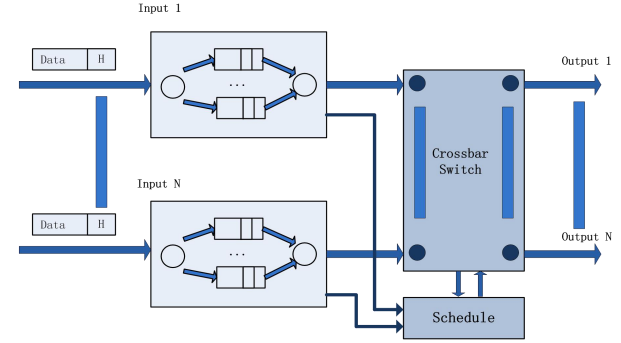 Input 1
Data H
...
Output 1
...
Crossbar
Switch
Input N
Data H
...
Output N
Schedule